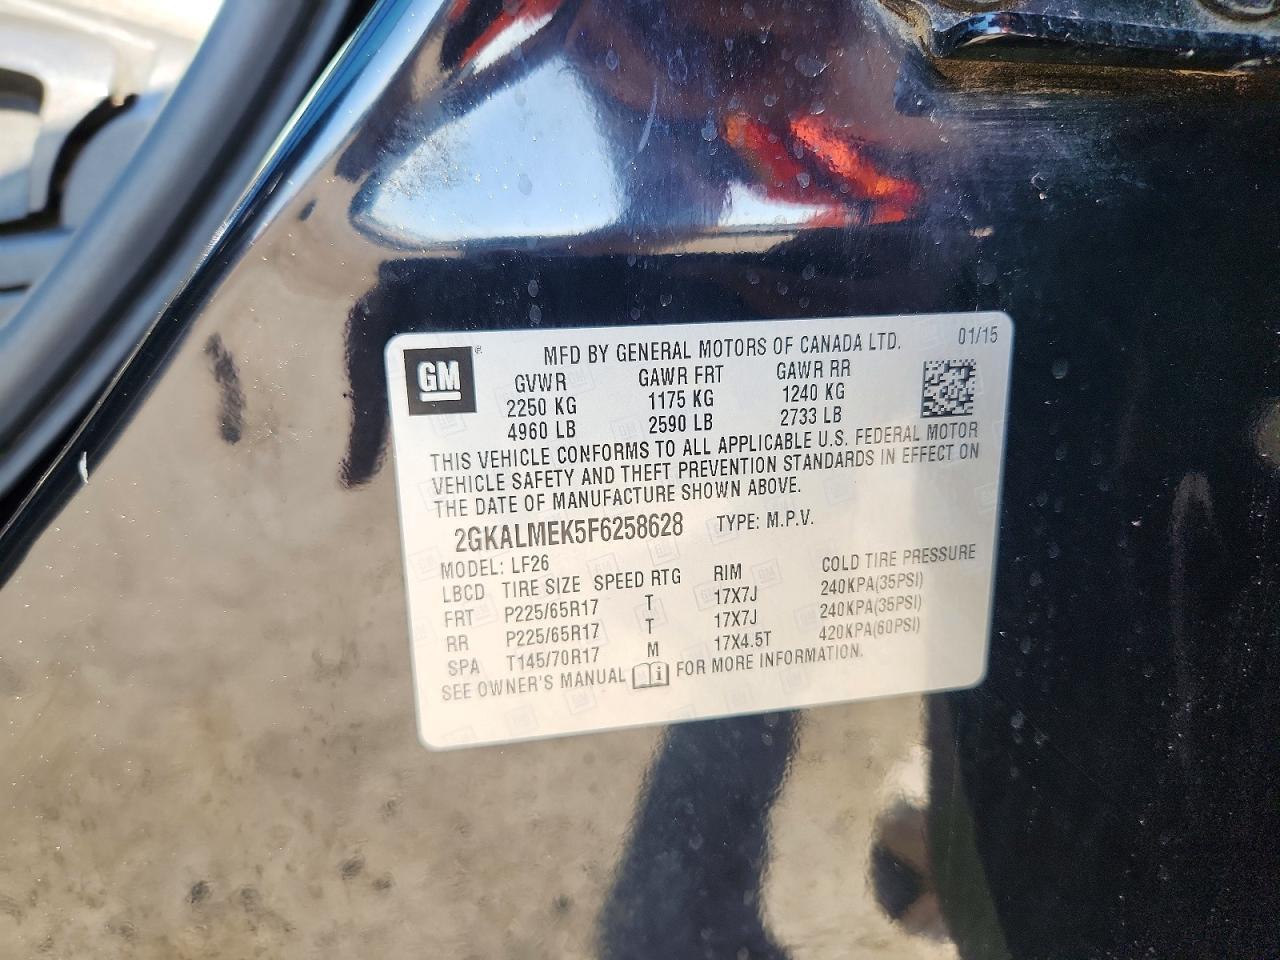 GM
MFD BY GENERAL MOTORS OF CANADA LTD. 01/15
GVWR GAWR FRT GAWR RR
2250 KG 1175 KG 1240 KG
4960 LB 2590 LB 2733 LB
THIS VEHICLE CONFORMS TO ALL APPLICABLE U.S. FEDERAL MOTOR
VEHICLE SAFETY AND THEFT PREVENTION STANDARDS IN EFFECT ON
THE DATE OF MANUFACTURE SHOWN ABOVE.
2GKALMEK5F6258628 TYPE: M.P.V.
MODEL: LF26
LBCD TIRE SIZE SPEED RTG RIM COLD TIRE PRESSURE
FRT P225/65R17 T 17X7J 240KPA(35PSI)
RR P225/65R17 T 17X7J 240KPA(35PSI)
SPA T145/70R17 M 17X4.5T 420KPA(60PSI)
SEE OWNER'S MANUAL i FOR MORE INFORMATION.